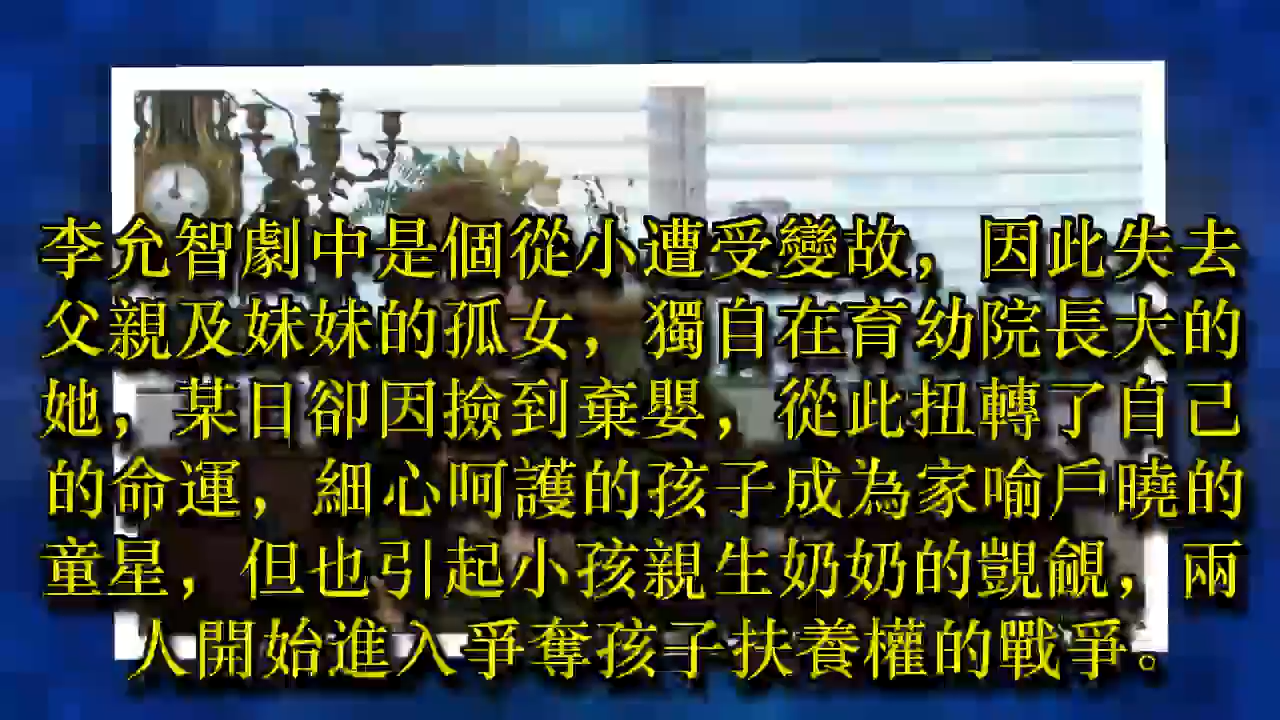 李允智劇中是個從小遭受變故，因此失去
父親及妹妹的孤女，獨自在育幼院長大的
她，某日卻因撿到棄嬰，從此扭轉了自己
的命運，細心呵護的孩子成為家喻戶曉的
童星，但也引起小孩親生奶奶的覬覦，兩
人開始進入爭奪孩子扶養權的戰爭。